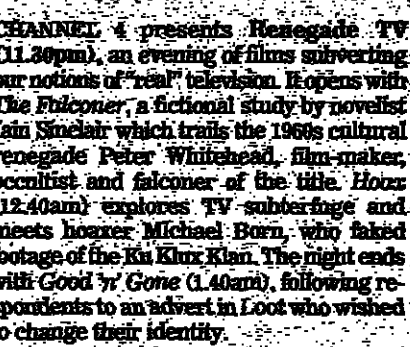 CHANNEL 4 presents Renegade TV
(11.30pm), an evening of films subverting
our notions of "real" television. It opens with
The Falconer, a fictional study by novelist
Iain Sinclair which trails the 1960s cultural
renegade Peter Whitehead, film-maker,
occultist and falconer of the title. Hoax
(12.40am) explores TV subterfuge and
meets hoaxer Michael Born, who faked
footage of the Ku Klux Klan. The night ends
with Good 'n' Gone (1.40am), following re-
spondents to an advert in Loot who wished
to change their identity.